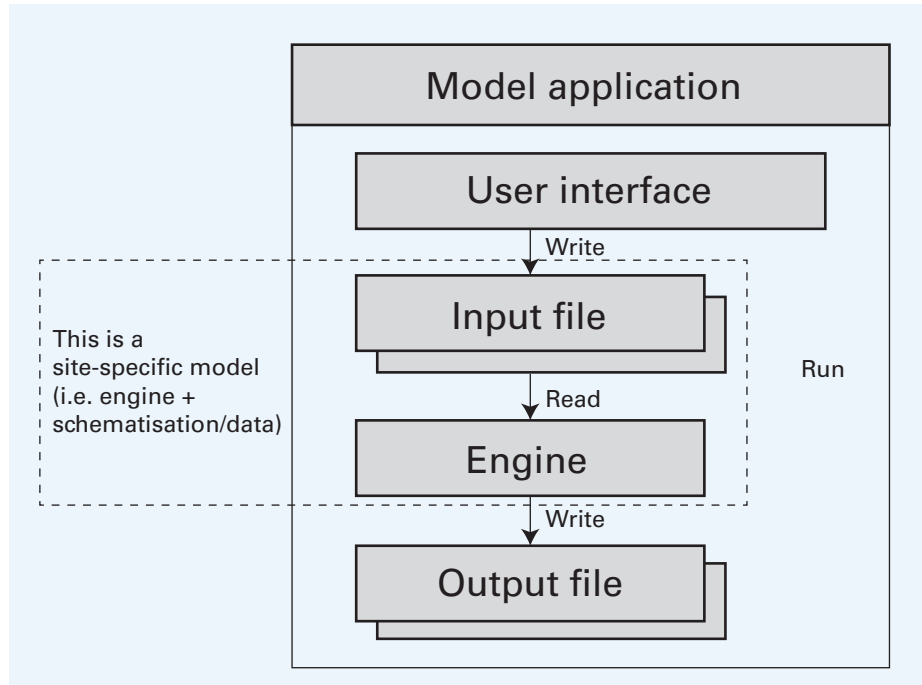 Model application
User interface
Write
Input file
This is a
site-specific model
(i.e. engine +
schematisation/data)
Run
Read
Engine
Write
Output file